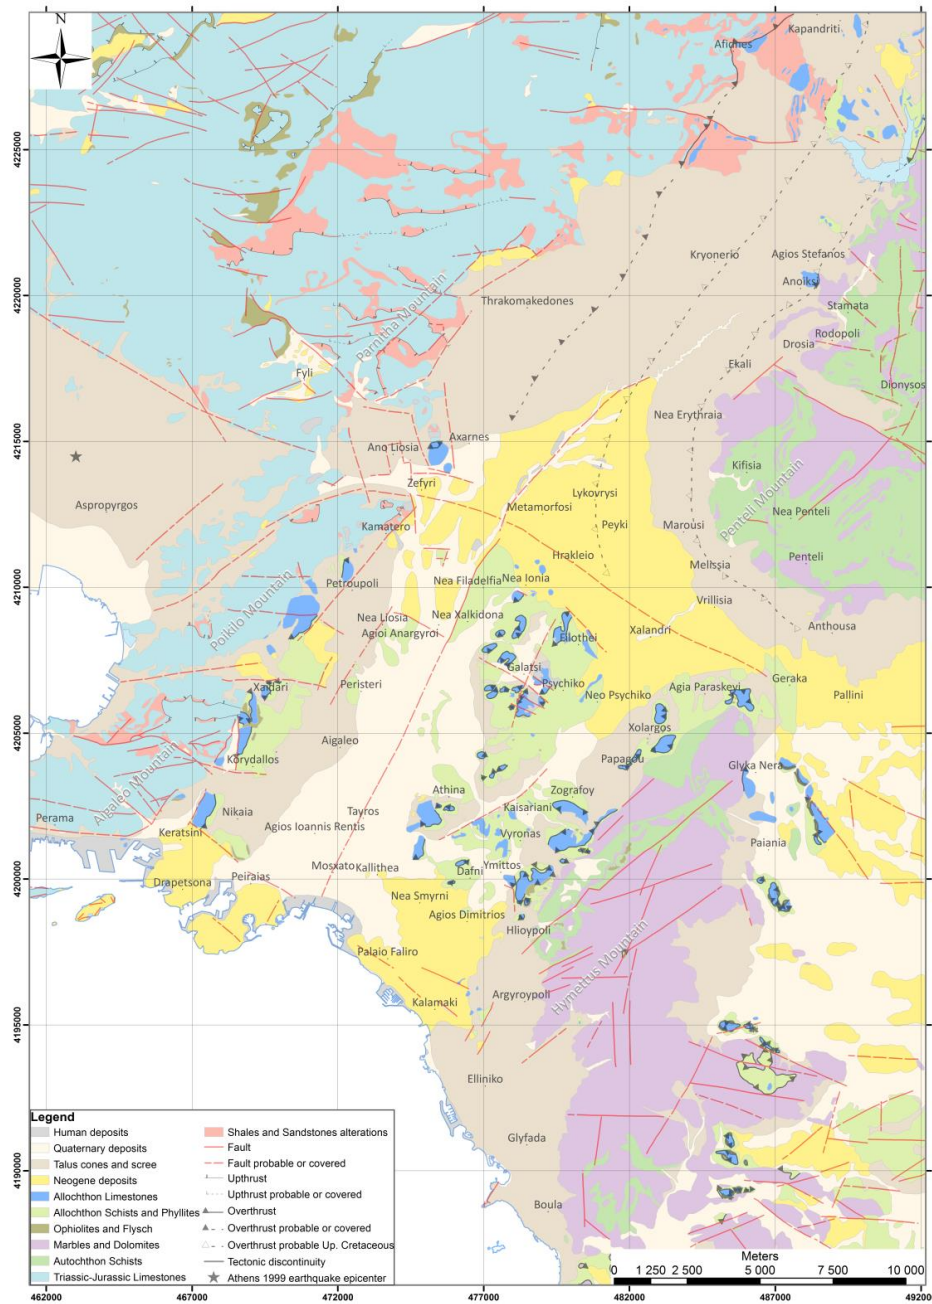 N
Kapandriti
Afidnes
4225000
Kryonerio
Agios Stefanos
Anoiksi
4220000
Thrakomakedones
Stamata
Parnitha Mountain
Rodopoli
Drosia
Ekali
Fyli
Dionysos
Nea Erythraia
4215000
Axarnes
Ano Liosia
Kifisia
Zefyri
Lykovrysi
Aspropyrgos
Metamorfosi
Nea Penteli
Penteli Mountain
Kamatero
Peyki
Marousi
Hrakleio
Penteli
Melissia
4210000
Petroupoli
Nea Filadelfia
Nea Ionia
Vrillisia
Poikilo Mountain
Nea Liosia
Nea Xalkidona
Agioi Anargyroi
Filothei
Xalandri
Anthousa
Galatsi
Geraka
Xaidari
Peristeri
Psychiko
Neo Psychiko
Agia Paraskevi
Pallini
4205000
Aigaleo
Xolargos
Korydallos
Papagou
Glyka Nera
Aigaleo Mountain
Athina
Zografoy
Perama
Nikaia
Tayros
Kaisariani
Keratsini
Agios Ioannis Rentis
Vyronas
Paiania
4200000
Mosxato
Kallithea
Ymittos
Dafni
Drapetsona
Peiraias
Nea Smyrni
Agios Dimitrios
Hlioypoli
Hymettus Mountain
Palaio Faliro
Kalamaki
Argyroypoli
4195000
Elliniko
Glyfada
4190000
Boula
Legend
Human deposits
Quaternary deposits
Talus cones and scree
Neogene deposits
Allochthon Limestones
Allochthon Schists and Phyllites
Ophiolites and Flysch
Marbles and Dolomites
Autochton Schists
Triassic-Jurassic Limestones
Shales and Sandstones alterations
Fault
Fault probable or covered
Upthrust
Upthrust probable or covered
Overthrust
Overthrust probable or covered
Overthrust probable Up. Cretaceous
Tectonic discontinuity
Athens 1999 earthquake epicenter
Meters
0 1 250 2 500 5 000 7 500 10 000
462000 467000 472000 477000 482000 487000 492000